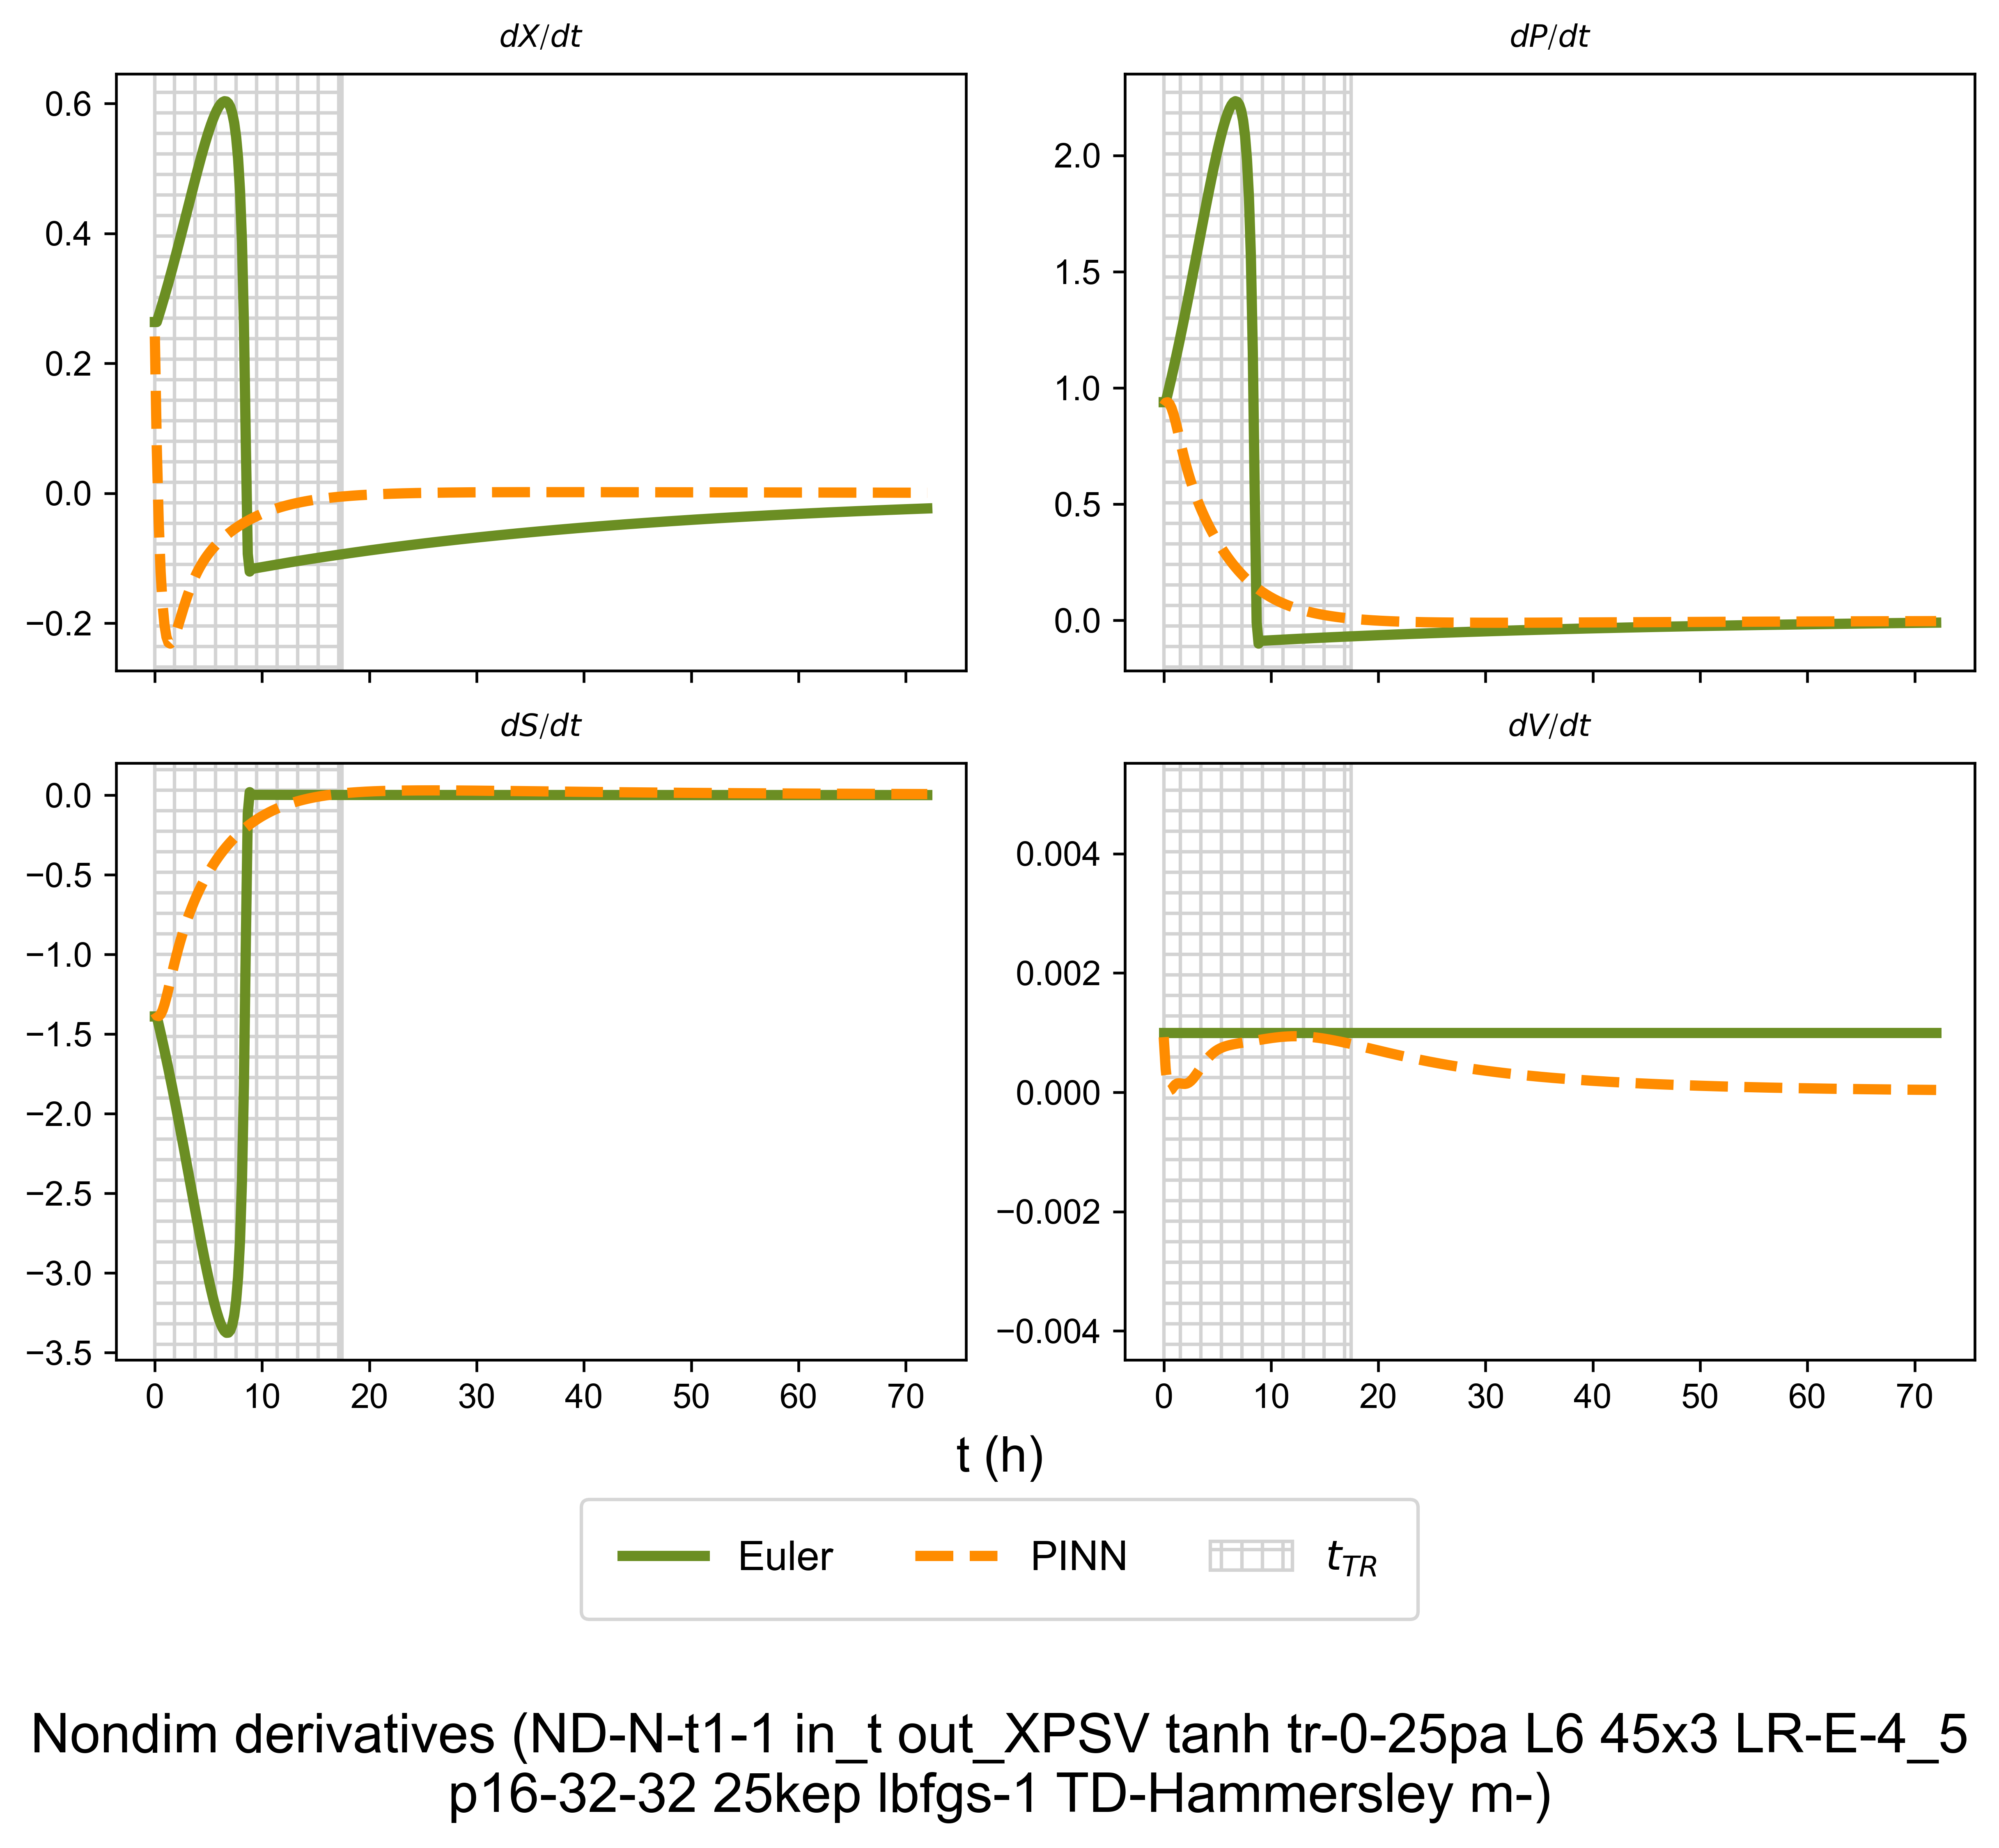 dX/dt
dP/dt
0.6
0.4
0.2
0.0
−0.2
2.0
1.5
1.0
0.5
0.0
dS/dt
dV/dt
0.0
−0.5
−1.0
−1.5
−2.0
−2.5
−3.0
−3.5
0.004
0.002
0.000
−0.002
−0.004
0 10 20 30 40 50 60 70
0 10 20 30 40 50 60 70
t (h)
Euler PINN t_TR
Nondim derivatives (ND-N-t1-1 in_t out_XPSV tanh tr-0-25pa L6 45x3 LR-E-4_5
p16-32-32 25kep lbfgs-1 TD-Hammersley m-)